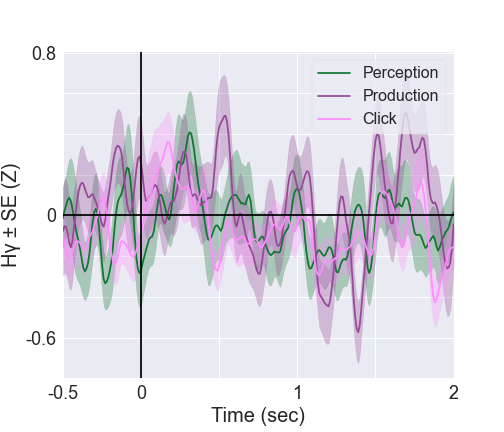 0.8
0
-0.6
Hγ ± SE (Z)
Perception
Production
Click
-0.5
0
1
2
Time (sec)